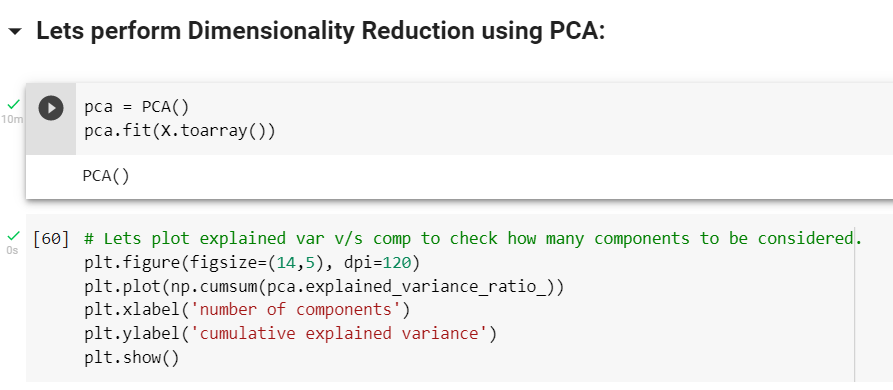 Lets perform Dimensionality Reduction using PCA:
pca = PCA()
10m
pca.fit(X.toarray())
PCA()
[60] # Lets plot explained var v/s comp to check how many components to be considered.
0s
plt.figure(figsize=(14,5), dpi=120)
plt.plot(np.cumsum(pca.explained_variance_ratio_))
plt.xlabel('number of components')
plt.ylabel('cumulative explained variance')
plt.show()